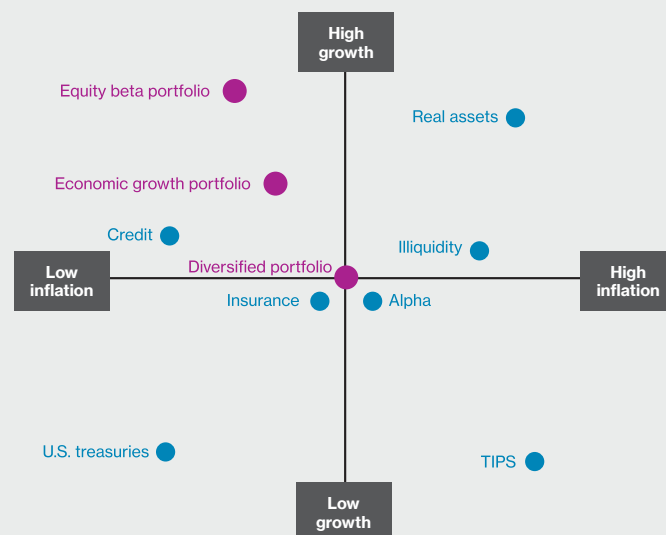 High
growth
Equity beta portfolio
Real assets
Economic growth portfolio
Credit
Illiquidity
Low
inflation
Diversified portfolio
High
inflation
Insurance
Alpha
U.S. treasuries
TIPS
Low
growth